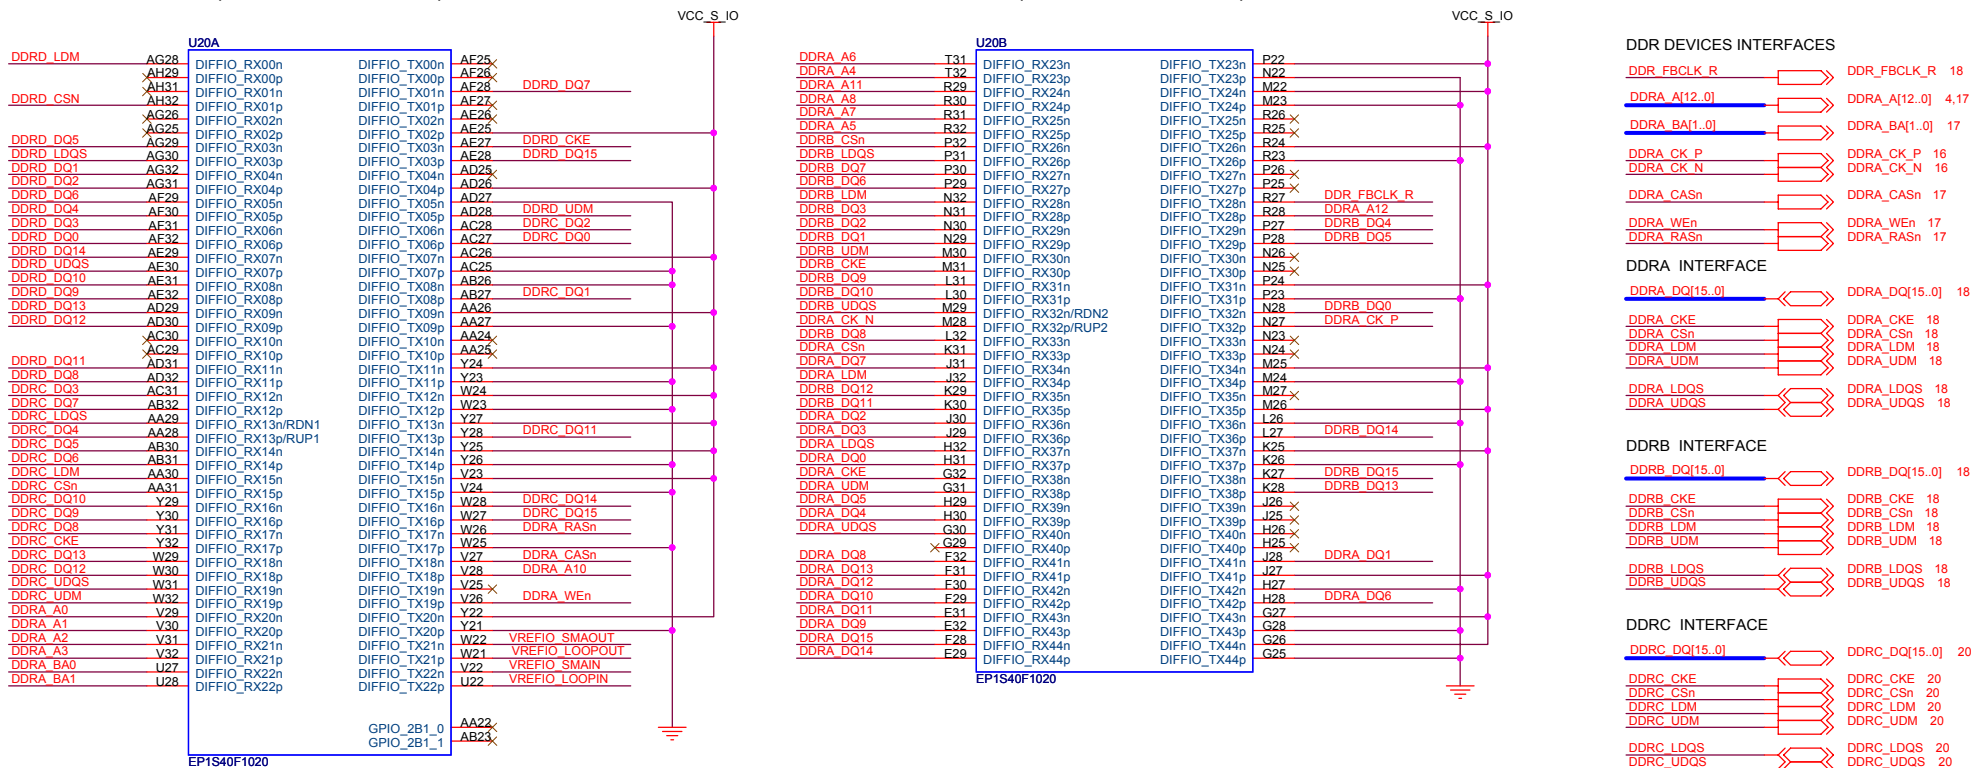 VCC_S_IO
U20A
DDRD_LDM AG28 DIFFIO_RX00n DIFFIO_TX00n AF25
AH29 DIFFIO_RX00p DIFFIO_TX00p AF26
AH31 DIFFIO_RX01n DIFFIO_TX01n AF28 DDRD_DQ7
DDRD_CSN AH32 DIFFIO_RX01p DIFFIO_TX01p AF27
AG26 DIFFIO_RX02n DIFFIO_TX02n AE26
AG25 DIFFIO_RX02p DIFFIO_TX02p AE25
DDRD_DQ5 AG29 DIFFIO_RX03n DIFFIO_TX03n AE27 DDRD_CKE
DDRD_LDQS AG30 DIFFIO_RX03p DIFFIO_TX03p AE28 DDRD_DQ15
DDRD_DQ1 AG32 DIFFIO_RX04n DIFFIO_TX04n AD25
DDRD_DQ2 AG31 DIFFIO_RX04p DIFFIO_TX04p AD26
DDRD_DQ6 AF29 DIFFIO_RX05n DIFFIO_TX05n AD27
DDRD_DQ4 AF30 DIFFIO_RX05p DIFFIO_TX05p AD28 DDRD_UDM
DDRD_DQ3 AF31 DIFFIO_RX06n DIFFIO_TX06n AC28 DDRC_DQ2
DDRD_DQ0 AF32 DIFFIO_RX06p DIFFIO_TX06p AC27 DDRC_DQ0
DDRD_DQ14 AE29 DIFFIO_RX07n DIFFIO_TX07n AC26
DDRD_UDQS AE30 DIFFIO_RX07p DIFFIO_TX07p AC25
DDRD_DQ10 AE31 DIFFIO_RX08n DIFFIO_TX08n AB26
DDRD_DQ9 AE32 DIFFIO_RX08p DIFFIO_TX08p AB27 DDRC_DQ1
DDRD_DQ13 AD29 DIFFIO_RX09n DIFFIO_TX09n AA26
DDRD_DQ12 AD30 DIFFIO_RX09p DIFFIO_TX09p AA27
AC30 DIFFIO_RX10n DIFFIO_TX10n AA24
AC29 DIFFIO_RX10p DIFFIO_TX10p AA25
DDRD_DQ11 AD31 DIFFIO_RX11n DIFFIO_TX11n Y24
DDRD_DQ8 AD32 DIFFIO_RX11p DIFFIO_TX11p Y23
DDRC_DQ3 AC31 DIFFIO_RX12n DIFFIO_TX12n W24
DDRC_DQ7 AB32 DIFFIO_RX12p DIFFIO_TX12p W23
DDRC_LDQS AA29 DIFFIO_RX13n/RDN1 DIFFIO_TX13n Y27
DDRC_DQ4 AA28 DIFFIO_RX13p/RUP1 DIFFIO_TX13p Y28 DDRC_DQ11
DDRC_DQ5 AB30 DIFFIO_RX14n DIFFIO_TX14n Y25
DDRC_DQ6 AB31 DIFFIO_RX14p DIFFIO_TX14p Y26
DDRC_LDM AA30 DIFFIO_RX15n DIFFIO_TX15n V23
DDRC_CSn AA31 DIFFIO_RX15p DIFFIO_TX15p V24
DDRC_DQ10 Y29 DIFFIO_RX16n DIFFIO_TX16n W28 DDRC_DQ14
DDRC_DQ9 Y30 DIFFIO_RX16p DIFFIO_TX16p W27 DDRC_DQ15
DDRC_DQ8 Y31 DIFFIO_RX17n DIFFIO_TX17n W26 DDRA_RASn
DDRC_CKE Y32 DIFFIO_RX17p DIFFIO_TX17p W25
DDRC_DQ13 W29 DIFFIO_RX18n DIFFIO_TX18n V27 DDRA_CASn
DDRC_DQ12 W30 DIFFIO_RX18p DIFFIO_TX18p V28 DDRA_A10
DDRC_UDQS W31 DIFFIO_RX19n DIFFIO_TX19n V25
DDRC_UDM W32 DIFFIO_RX19p DIFFIO_TX19p V26 DDRA_WEn
DDRA_A0 V29 DIFFIO_RX20n DIFFIO_TX20n Y22
DDRA_A1 V30 DIFFIO_RX20p DIFFIO_TX20p Y21
DDRA_A2 V31 DIFFIO_RX21n DIFFIO_TX21n W22 VREFIO_SMAOUT
DDRA_A3 V32 DIFFIO_RX21p DIFFIO_TX21p W21 VREFIO_LOOPOUT
DDRA_BA0 U27 DIFFIO_RX22n DIFFIO_TX22n V22 VREFIO_SMAIN
DDRA_BA1 U28 DIFFIO_RX22p DIFFIO_TX22p U22 VREFIO_LOOPIN
GPIO_2B1_0 AA22
GPIO_2B1_1 AB23
EP1S40F1020
VCC_S_IO
U20B
DDRA_A6 T31 DIFFIO_RX23n DIFFIO_TX23n P22
DDRA_A4 T32 DIFFIO_RX23p DIFFIO_TX23p N22
DDRA_A11 R29 DIFFIO_RX24n DIFFIO_TX24n M22
DDRA_A8 R30 DIFFIO_RX24p DIFFIO_TX24p M23
DDRA_A7 R31 DIFFIO_RX25n DIFFIO_TX25n R26
DDRA_A5 R32 DIFFIO_RX25p DIFFIO_TX25p R25
DDRB_CSn P32 DIFFIO_RX26n DIFFIO_TX26n R24
DDRB_LDQS P31 DIFFIO_RX26p DIFFIO_TX26p R23
DDRB_DQ7 P30 DIFFIO_RX27n DIFFIO_TX27n P26
DDRB_DQ6 P29 DIFFIO_RX27p DIFFIO_TX27p P25
DDRB_LDM N32 DIFFIO_RX28n DIFFIO_TX28n R27 DDR_FBCLK_R
DDRB_DQ3 N31 DIFFIO_RX28p DIFFIO_TX28p R28 DDRA_A12
DDRB_DQ2 N30 DIFFIO_RX29n DIFFIO_TX29n P27 DDRB_DQ4
DDRB_DQ1 N29 DIFFIO_RX29p DIFFIO_TX29p P28 DDRB_DQ5
DDRB_UDM M30 DIFFIO_RX30n DIFFIO_TX30n N26
DDRB_CKE M31 DIFFIO_RX30p DIFFIO_TX30p N25
DDRB_DQ9 L31 DIFFIO_RX31n DIFFIO_TX31n P24
DDRB_DQ10 L30 DIFFIO_RX31p DIFFIO_TX31p P23
DDRB_UDQS M29 DIFFIO_RX32n/RDN2 DIFFIO_TX32n N28 DDRB_DQ0
DDRA_CK_N M28 DIFFIO_RX32p/RUP2 DIFFIO_TX32p N27 DDRA_CK_P
DDRB_DQ8 L32 DIFFIO_RX33n DIFFIO_TX33n N23
DDRA_CSn K31 DIFFIO_RX33p DIFFIO_TX33p N24
DDRA_DQ7 J31 DIFFIO_RX34n DIFFIO_TX34n M25
DDRA_LDM J32 DIFFIO_RX34p DIFFIO_TX34p M24
DDRB_DQ12 K29 DIFFIO_RX35n DIFFIO_TX35n M27
DDRB_DQ11 K30 DIFFIO_RX35p DIFFIO_TX35p M26
DDRA_DQ2 J30 DIFFIO_RX36n DIFFIO_TX36n L26
DDRA_DQ3 J29 DIFFIO_RX36p DIFFIO_TX36p L27 DDRB_DQ14
DDRA_LDQS H32 DIFFIO_RX37n DIFFIO_TX37n K25
DDRA_DQ0 H31 DIFFIO_RX37p DIFFIO_TX37p K26
DDRA_CKE G32 DIFFIO_RX38n DIFFIO_TX38n K27 DDRB_DQ15
DDRA_UDM G31 DIFFIO_RX38p DIFFIO_TX38p K28 DDRB_DQ13
DDRA_DQ5 H29 DIFFIO_RX39n DIFFIO_TX39n J26
DDRA_DQ4 H30 DIFFIO_RX39p DIFFIO_TX39p J25
DDRA_UDQS G30 DIFFIO_RX40n DIFFIO_TX40n H26
G29 DIFFIO_RX40p DIFFIO_TX40p H25
DDRA_DQ8 F32 DIFFIO_RX41n DIFFIO_TX41n J28 DDRA_DQ1
DDRA_DQ13 F31 DIFFIO_RX41p DIFFIO_TX41p J27
DDRA_DQ12 F30 DIFFIO_RX42n DIFFIO_TX42n H27
DDRA_DQ10 F29 DIFFIO_RX42p DIFFIO_TX42p H28 DDRA_DQ6
DDRA_DQ11 E31 DIFFIO_RX43n DIFFIO_TX43n G27
DDRA_DQ9 E32 DIFFIO_RX43p DIFFIO_TX43p G28
DDRA_DQ15 F28 DIFFIO_RX44n DIFFIO_TX44n G26
DDRA_DQ14 E29 DIFFIO_RX44p DIFFIO_TX44p G25
EP1S40F1020
DDR DEVICES INTERFACES
DDR_FBCLK_R DDR_FBCLK_R 18
DDRA_A[12..0] DDRA_A[12..0] 4,17
DDRA_BA[1..0] DDRA_BA[1..0] 17
DDRA_CK_P DDRA_CK_P 16
DDRA_CK_N DDRA_CK_N 16
DDRA_CASn DDRA_CASn 17
DDRA_WEn DDRA_WEn 17
DDRA_RASn DDRA_RASn 17
DDRA INTERFACE
DDRA_DQ[15..0] DDRA_DQ[15..0] 18
DDRA_CKE DDRA_CKE 18
DDRA_CSn DDRA_CSn 18
DDRA_LDM DDRA_LDM 18
DDRA_UDM DDRA_UDM 18
DDRA_LDQS DDRA_LDQS 18
DDRA_UDQS DDRA_UDQS 18
DDRB INTERFACE
DDRB_DQ[15..0] DDRB_DQ[15..0] 18
DDRB_CKE DDRB_CKE 18
DDRB_CSn DDRB_CSn 18
DDRB_LDM DDRB_LDM 18
DDRB_UDM DDRB_UDM 18
DDRB_LDQS DDRB_LDQS 18
DDRB_UDQS DDRB_UDQS 18
DDRC INTERFACE
DDRC_DQ[15..0] DDRC_DQ[15..0] 20
DDRC_CKE DDRC_CKE 20
DDRC_CSn DDRC_CSn 20
DDRC_LDM DDRC_LDM 20
DDRC_UDM DDRC_UDM 20
DDRC_LDQS DDRC_LDQS 20
DDRC_UDQS DDRC_UDQS 20